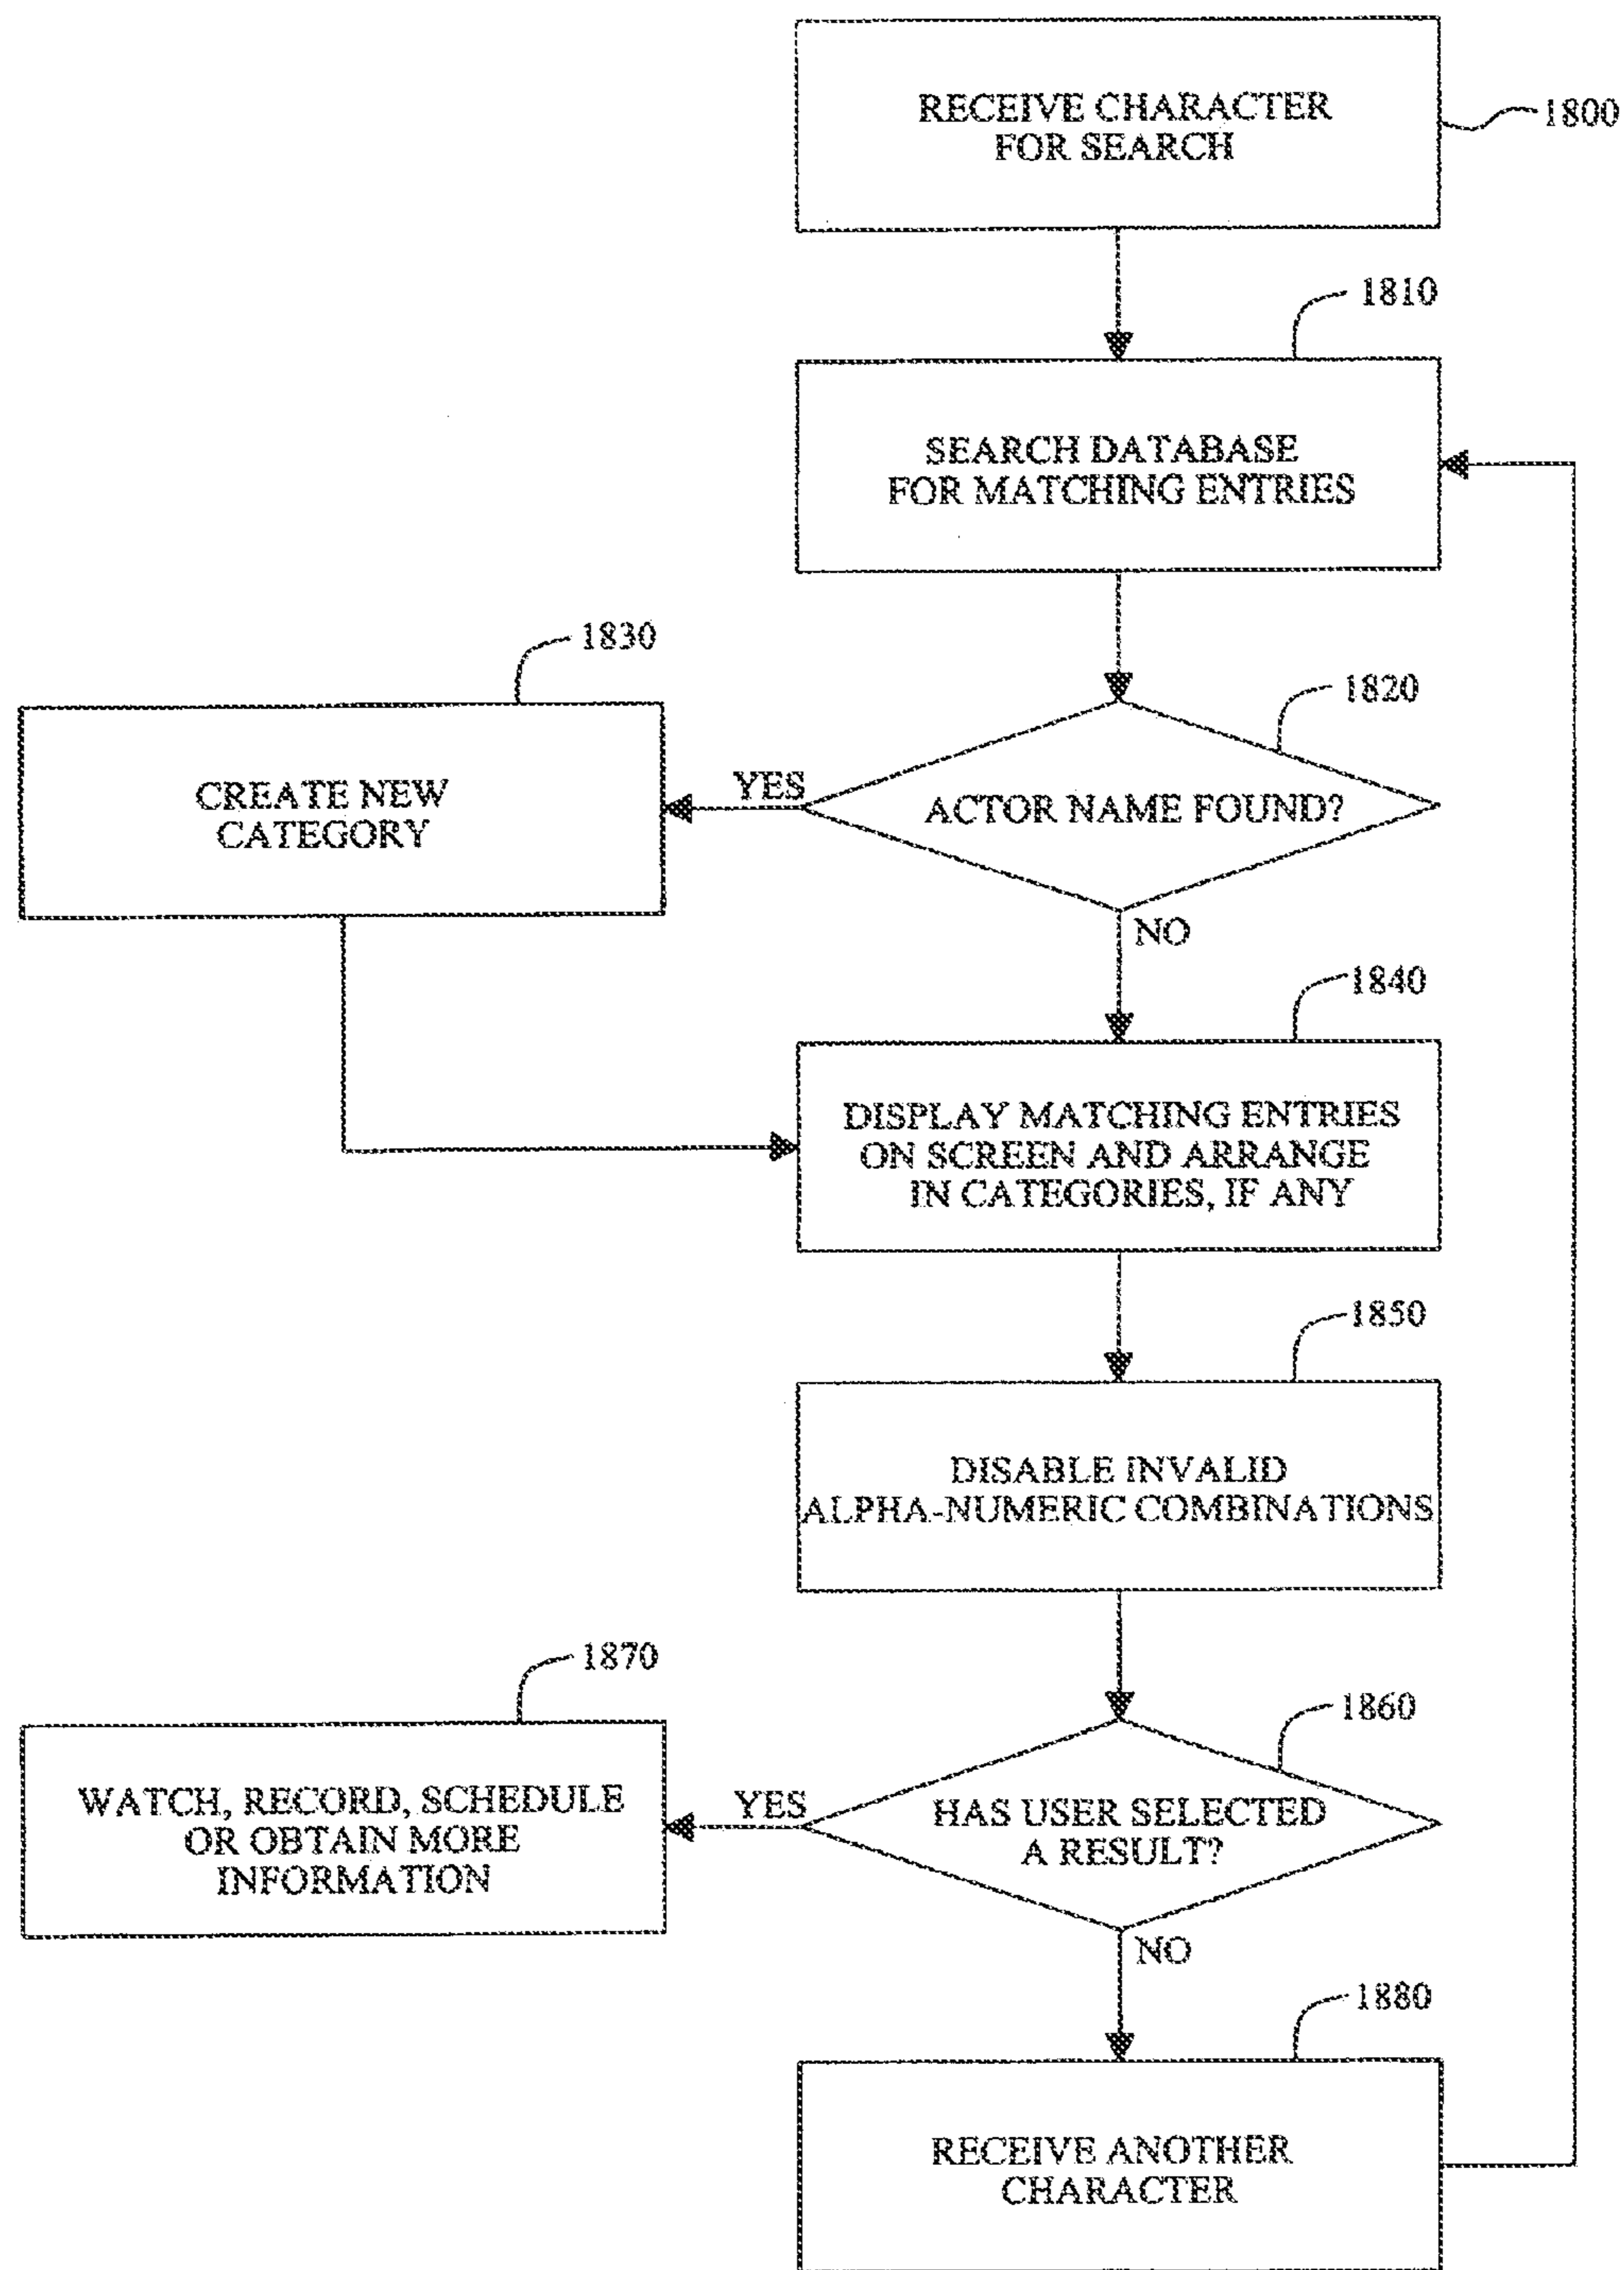 RECEIVE CHARACTER
FOR SEARCH
1800
1810
SEARCH DATABASE
FOR MATCHING ENTRIES
1830
1820
CREATE NEW
CATEGORY
YES
ACTOR NAME FOUND?
NO
1840
DISPLAY MATCHING ENTRIES
ON SCREEN AND ARRANGE
IN CATEGORIES, IF ANY
1850
DISABLE INVALID
ALPHA-NUMERIC COMBINATIONS
1870
1860
WATCH, RECORD, SCHEDULE
OR OBTAIN MORE
INFORMATION
YES
HAS USER SELECTED
A RESULT?
NO
1880
RECEIVE ANOTHER
CHARACTER